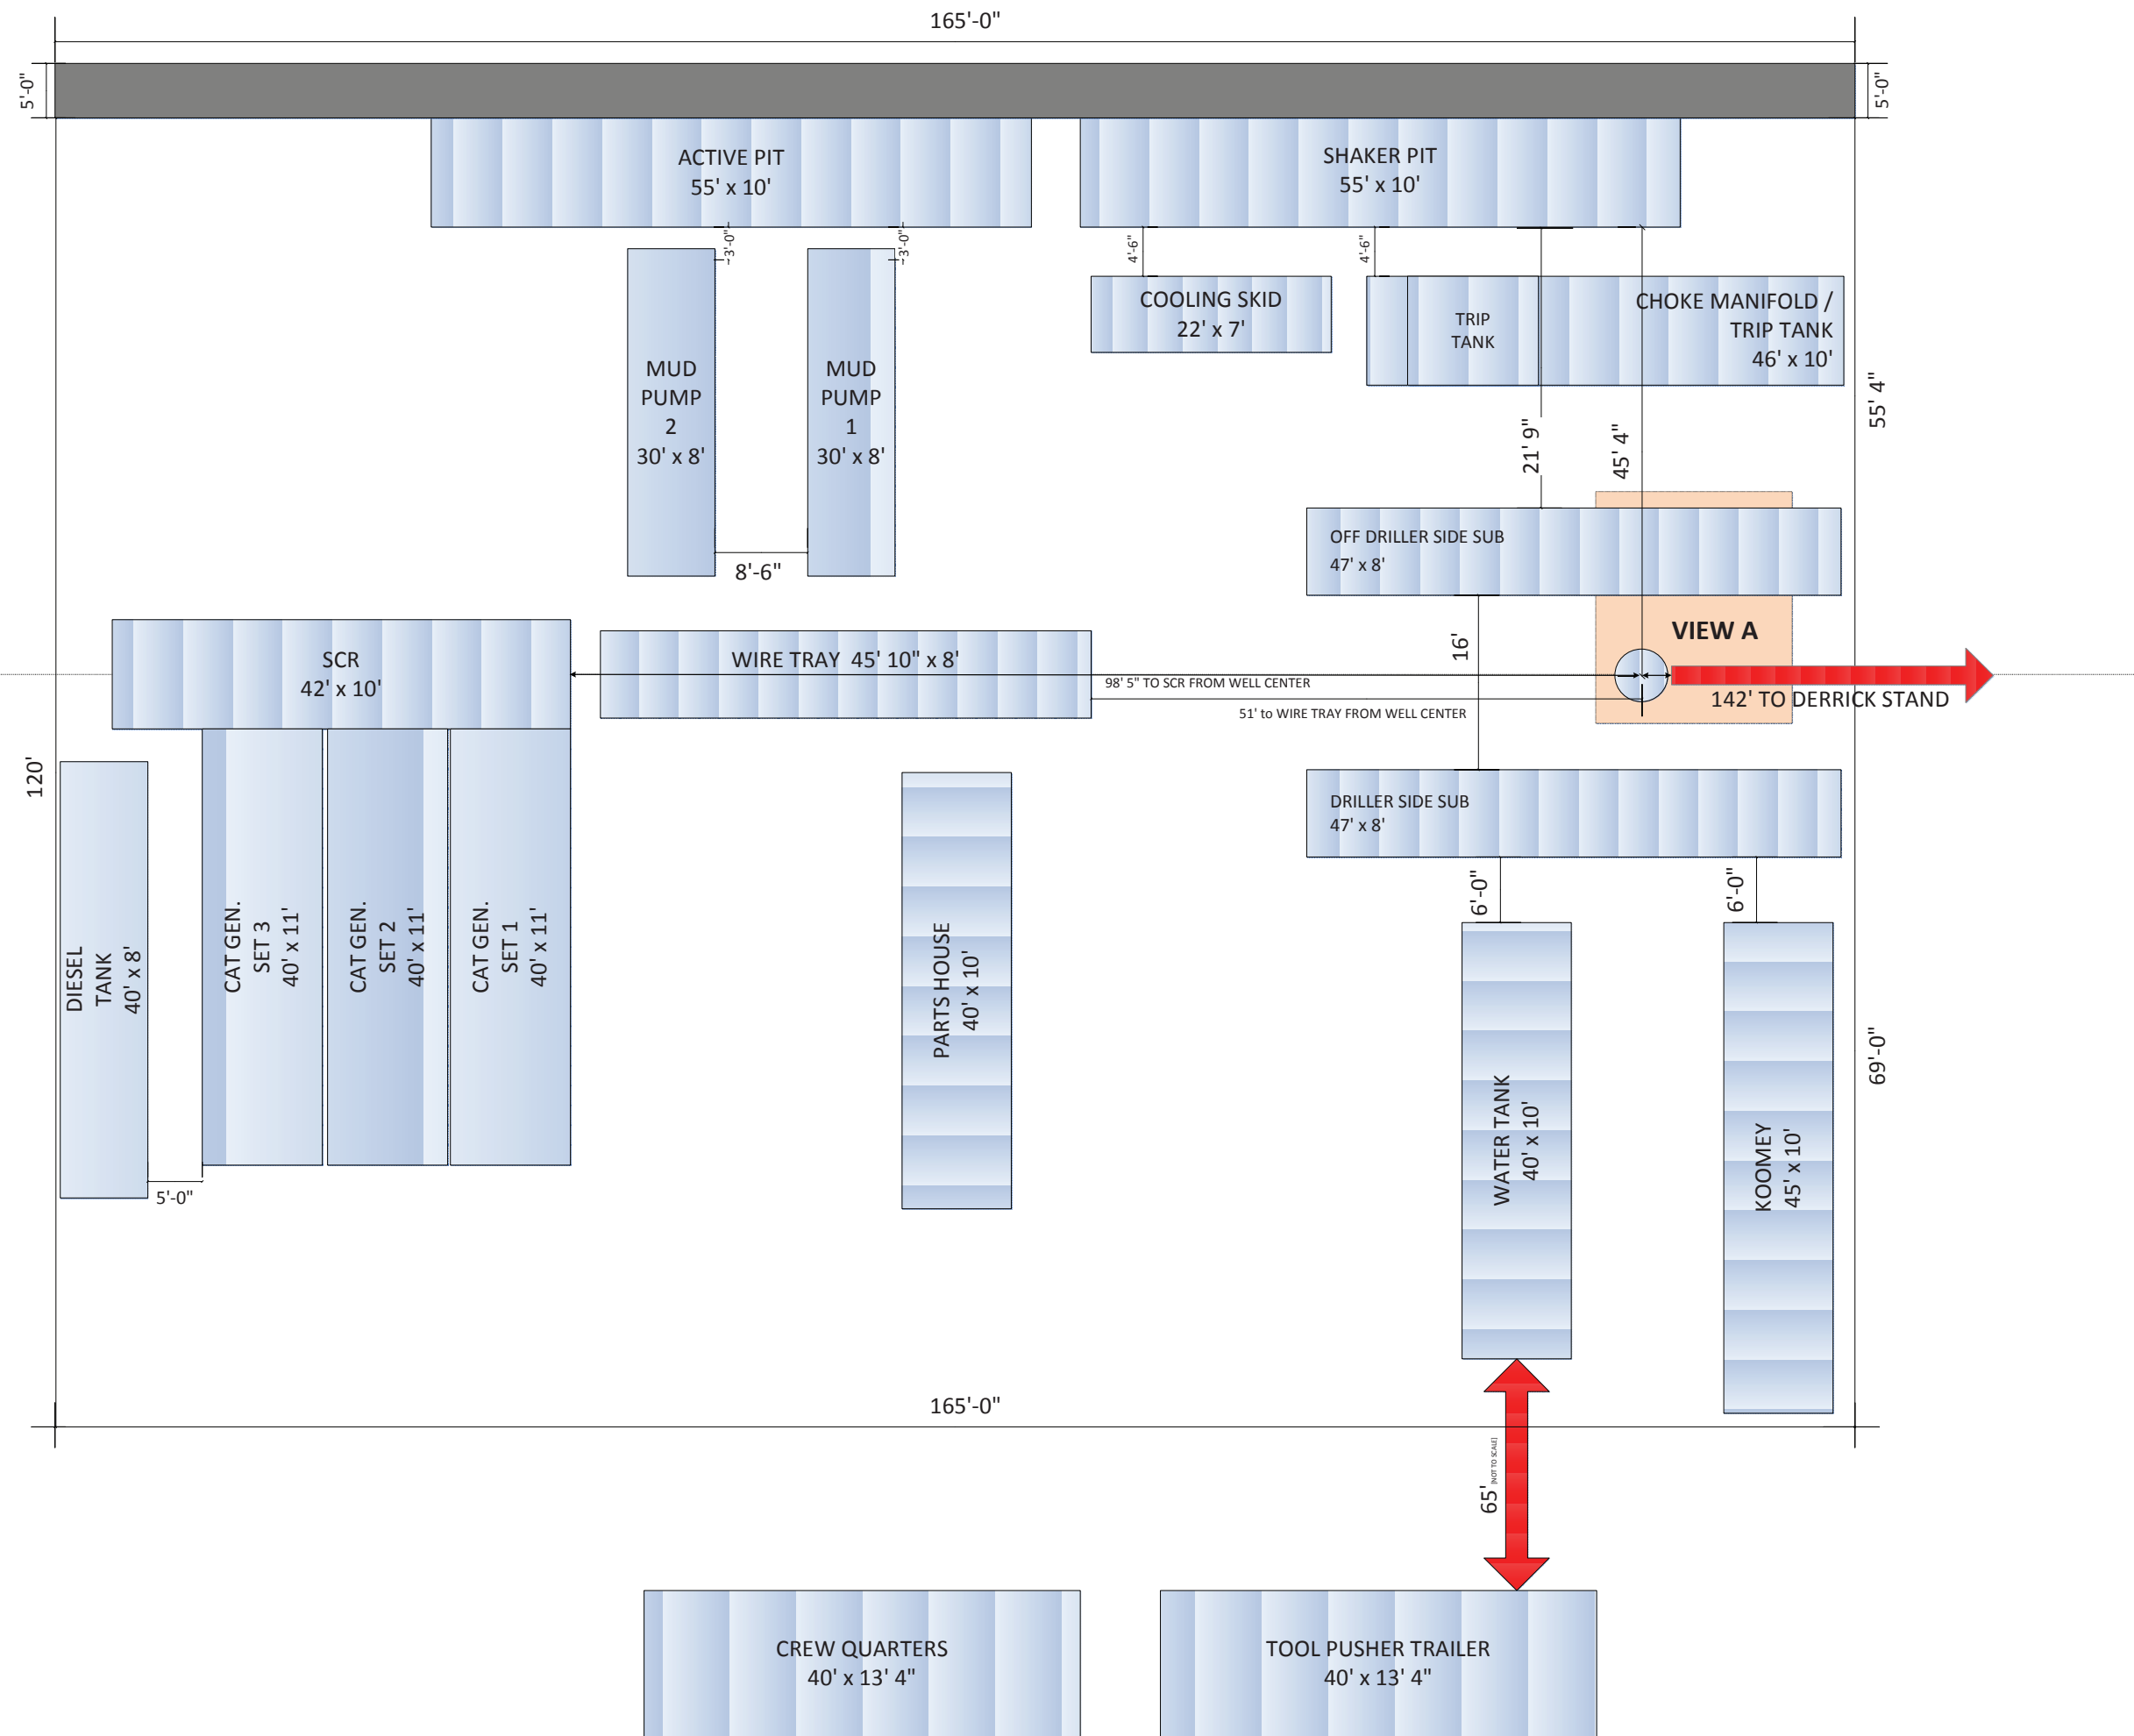 165'-0"
5'-0"
5'-0"
ACTIVE PIT
55' x 10'
SHAKER PIT
55' x 10'
3'-0"
3'-0"
4'-6"
4'-6"
COOLING SKID
22' x 7'
TRIP
TANK
CHOKE MANIFOLD /
TRIP TANK
46' x 10'
MUD
PUMP
2
30' x 8'
MUD
PUMP
1
30' x 8'
8'-6"
21' 9"
45' 4"
55' 4"
OFF DRILLER SIDE SUB
47' x 8'
VIEW A
16'
SCR
42' x 10'
WIRE TRAY 45' 10" x 8'
98' 5" TO SCR FROM WELL CENTER
51' to WIRE TRAY FROM WELL CENTER
142' TO DERRICK STAND
120'
DRILLER SIDE SUB
47' x 8'
6'-0"
6'-0"
DIESEL
TANK
40' x 8'
CAT GEN.
SET 3
40' x 11'
CAT GEN.
SET 2
40' x 11'
CAT GEN.
SET 1
40' x 11'
PARTS HOUSE
40' x 10'
WATER TANK
40' x 10'
KOOMEY
45' x 10'
69'-0"
5'-0"
165'-0"
65' [NOT TO SCALE]
CREW QUARTERS
40' x 13' 4"
TOOL PUSHER TRAILER
40' x 13' 4"